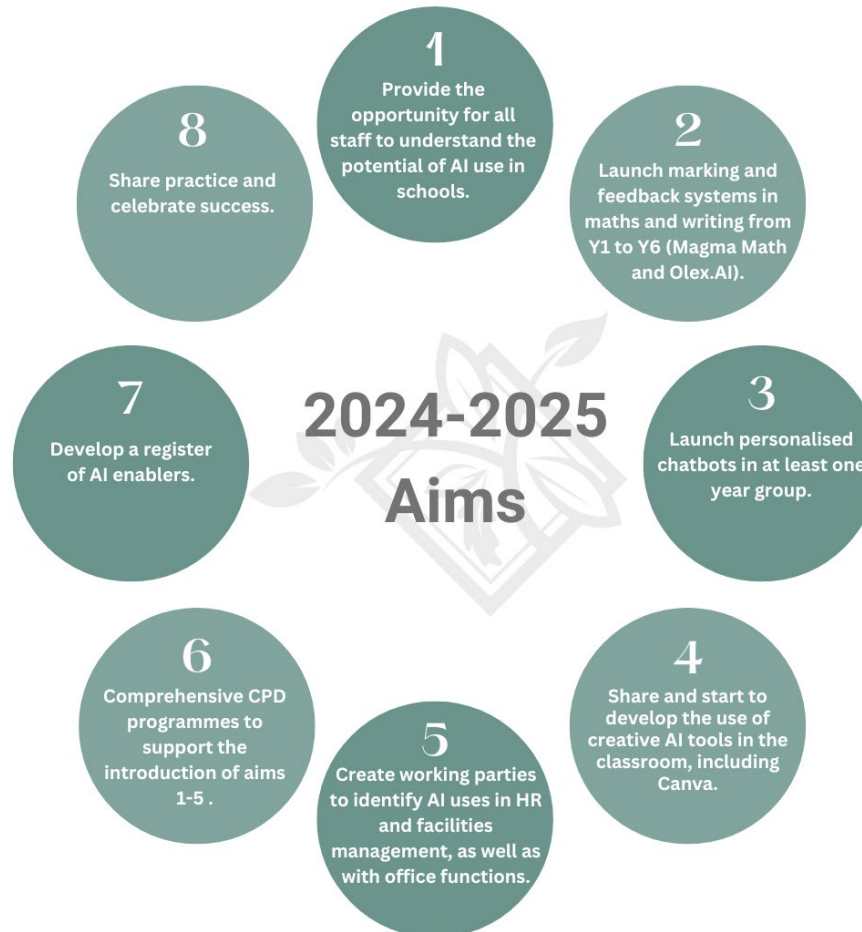 1
Provide the
opportunity for all
staff to understand the
potential of AI use in
schools.
2
Launch marking and
feedback systems in
maths and writing from
Y1 to Y6 (Magma Math
and Olex.AI).
3
Launch personalised
chatbots in at least one
year group.
4
Share and start to
develop the use of
creative AI tools in the
classroom, including
Canva.
5
Create working parties
to identify AI uses in HR
and facilities
management, as well as
with office functions.
6
Comprehensive CPD
programmes to
support the
introduction of aims
1-5 .
7
Develop a register
of AI enablers.
8
Share practice and
celebrate success.
2024-2025
Aims